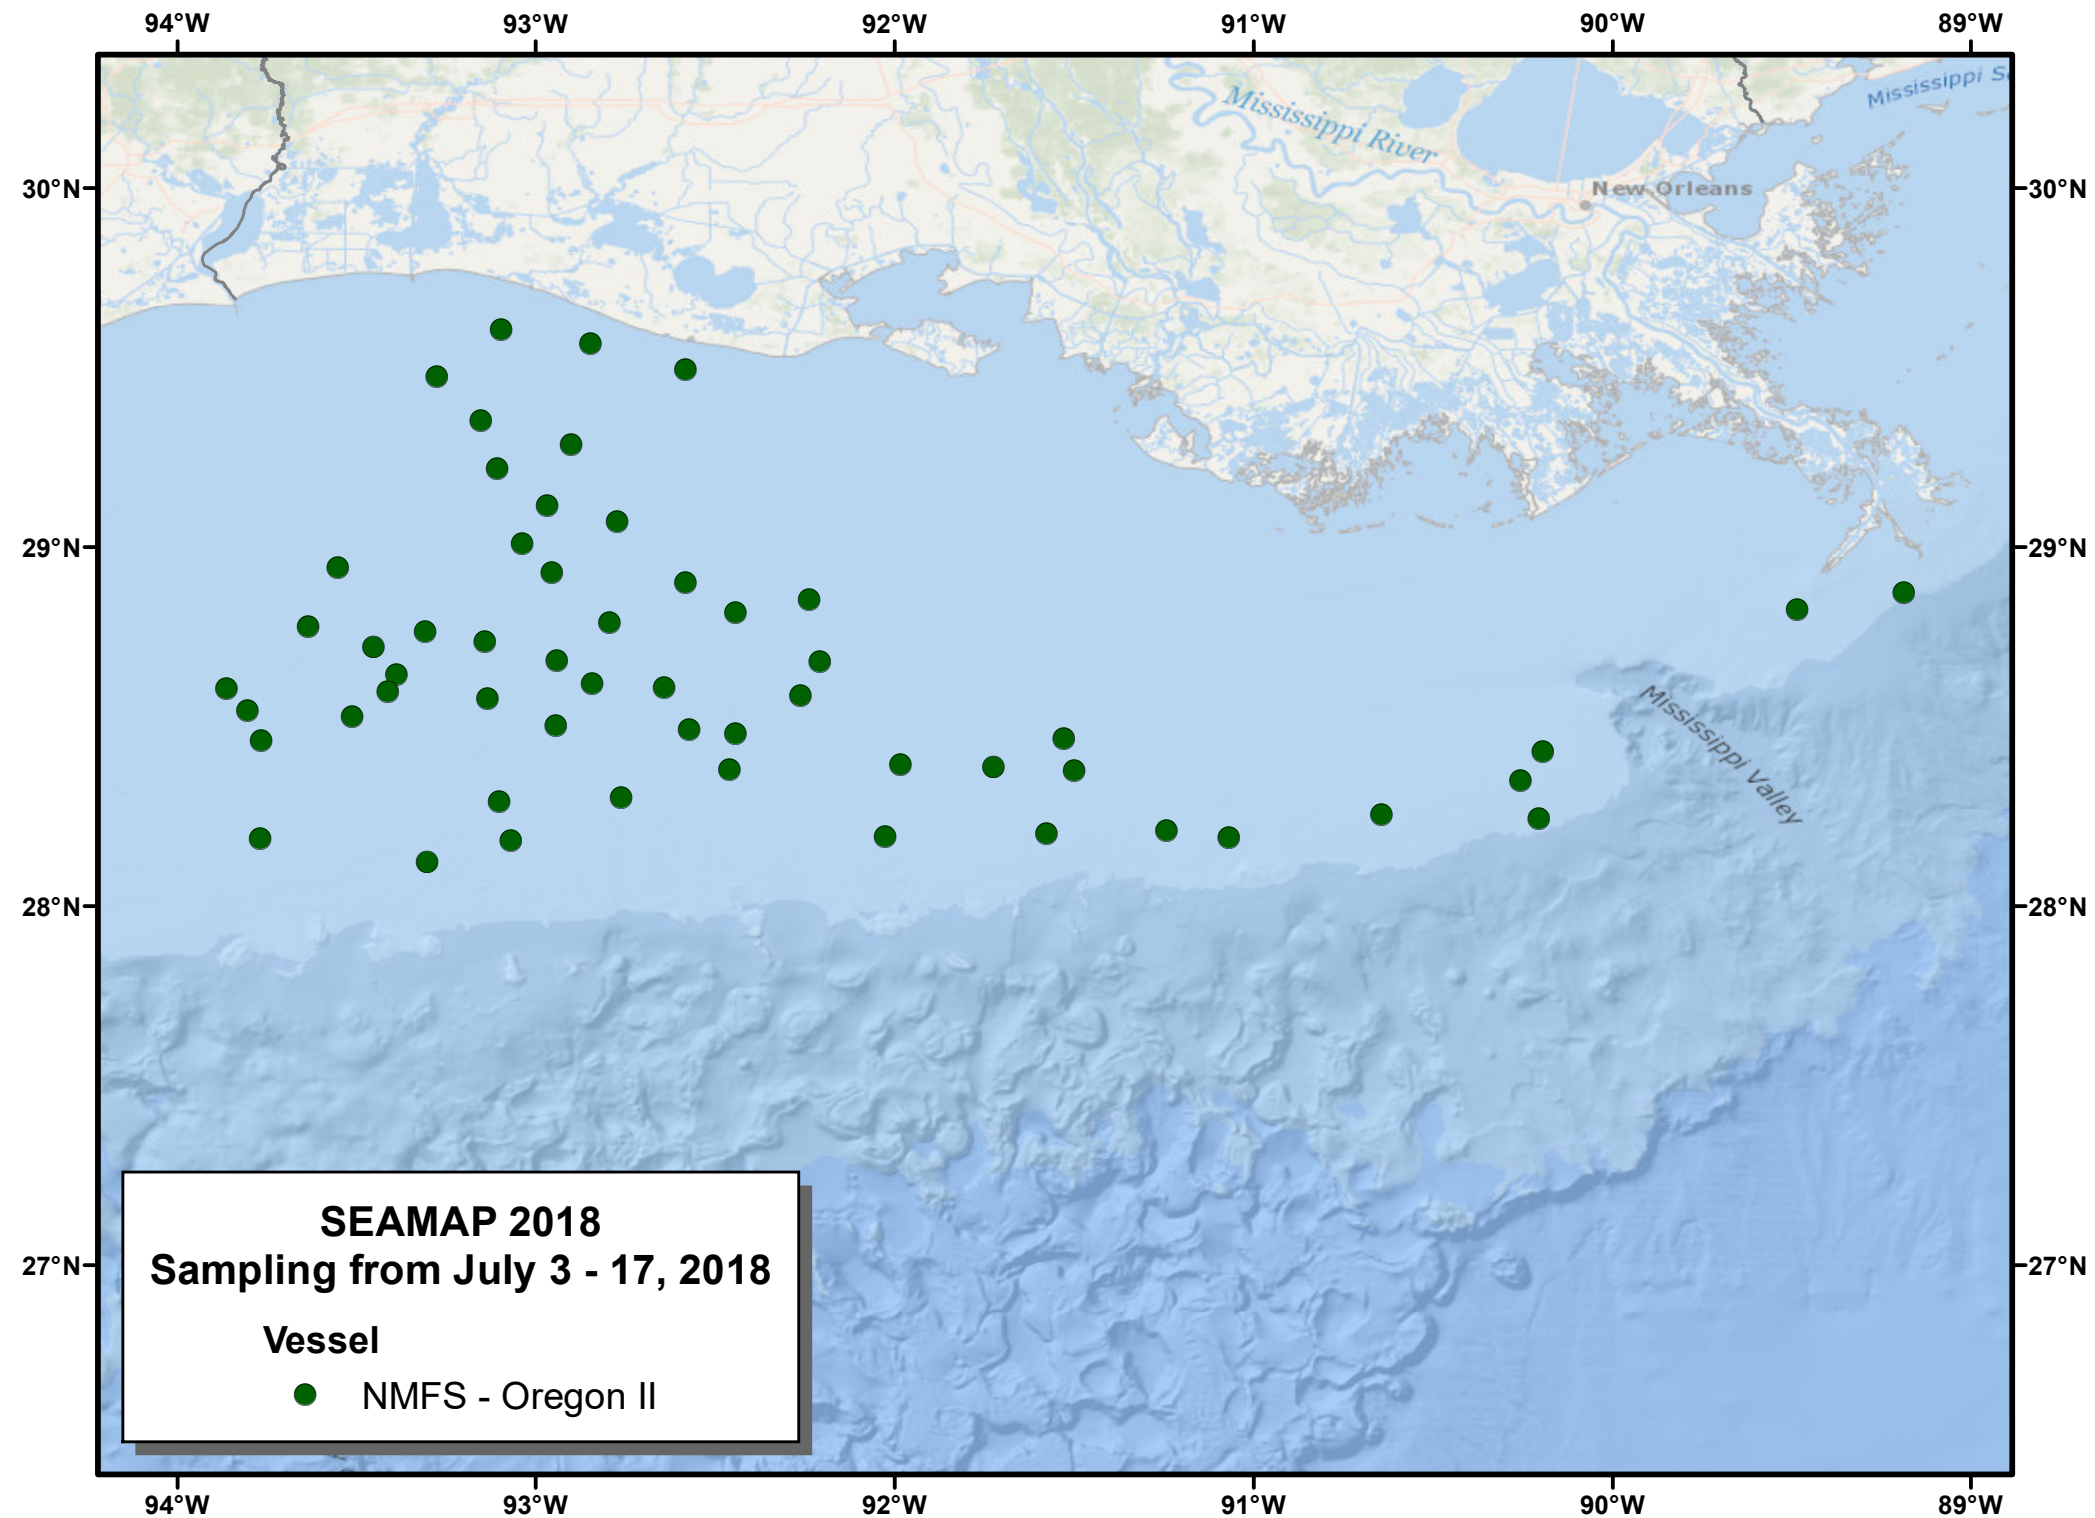 94°W 93°W 92°W 91°W 90°W 89°W
Mississippi S
Mississippi River
30°N New Orleans 30°N
29°N 29°N
Mississippi Valley
28°N 28°N
27°N 27°N
SEAMAP 2018
Sampling from July 3 - 17, 2018
Vessel
NMFS - Oregon II
94°W 93°W 92°W 91°W 90°W 89°W